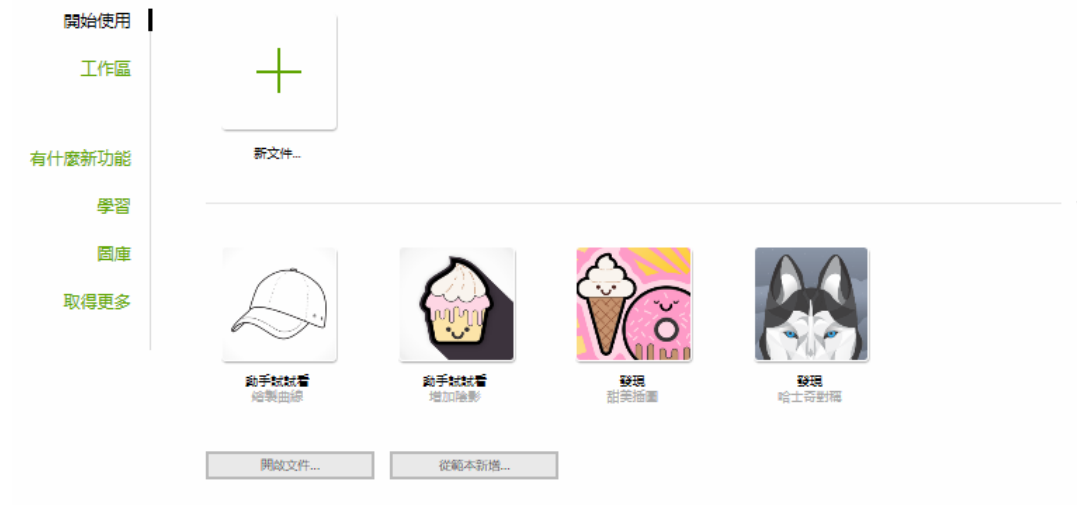 開始使用
工作區
有什麼新功能
學習
圖庫
取得更多
新文件...
動手試試看
繪製曲線
動手試試看
增加陰影
發現
甜美插圖
發現
哈士奇對稱
開啟文件...
從範本新增...